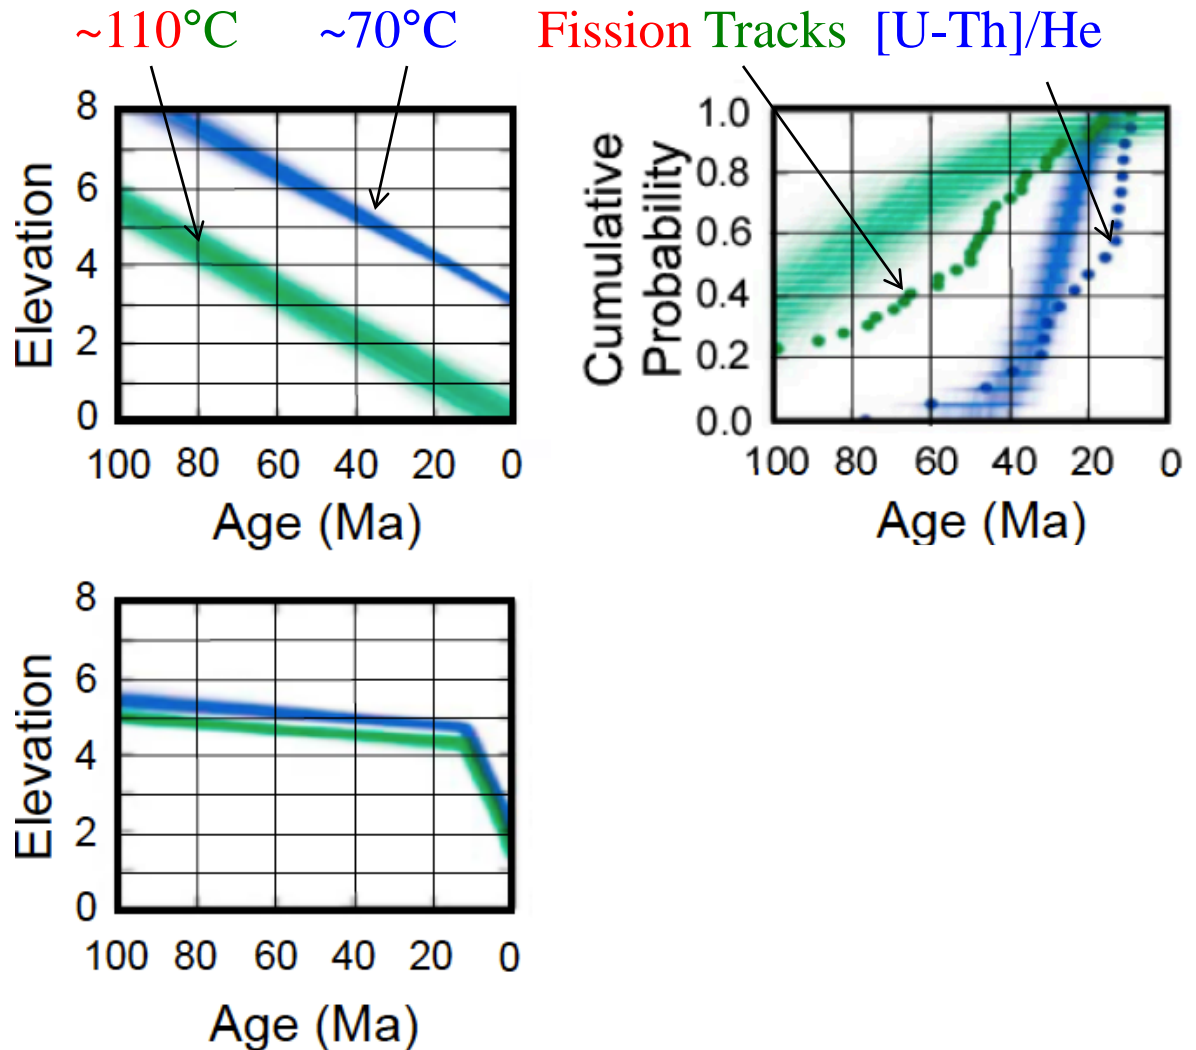 ~110°C ~70°C Fission Tracks [U-Th]/He
Elevation
8
6
4
2
0
100 80 60 40 20 0
Age (Ma)
Cumulative
Probability
1.0
0.8
0.6
0.4
0.2
0.0
100 80 60 40 20 0
Age (Ma)
Elevation
8
6
4
2
0
100 80 60 40 20 0
Age (Ma)